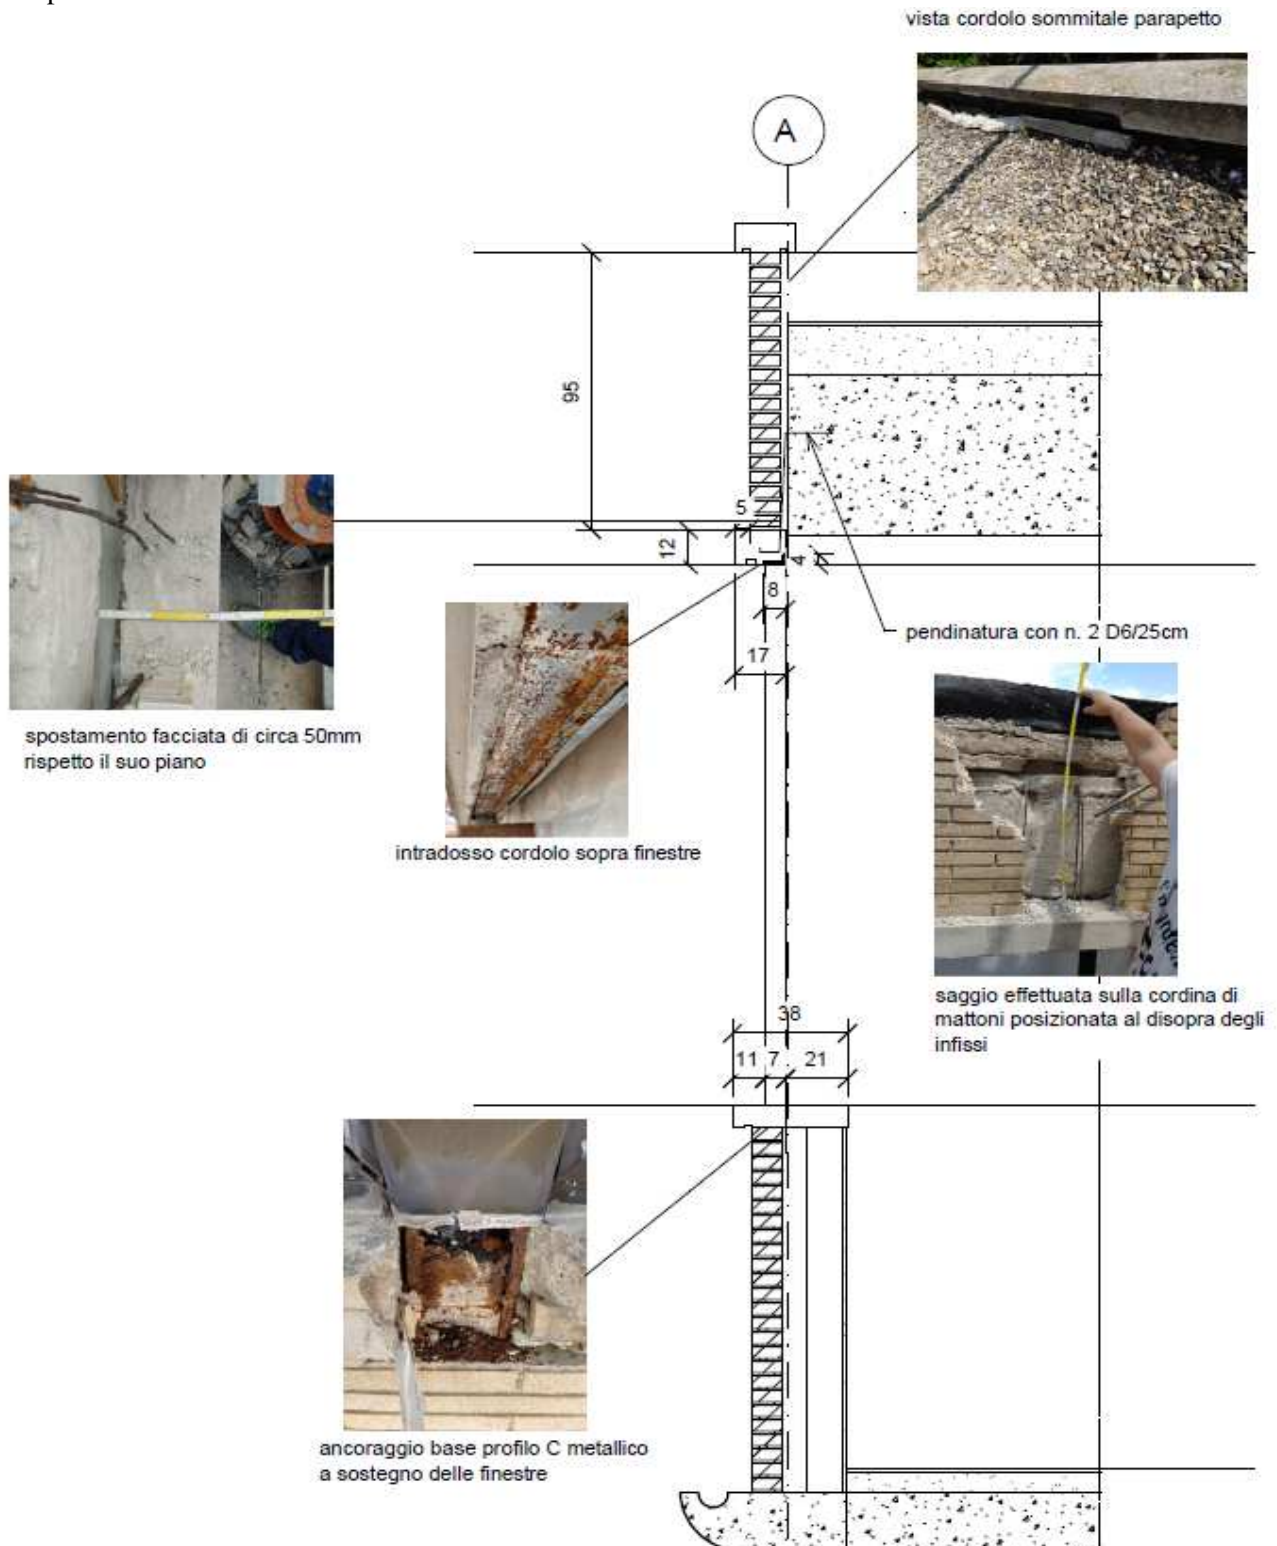 vista cordolo sommitale parapetto
A
95
5
12
4
8
17
pendinatura con n. 2 D6/25cm
spostamento facciata di circa 50mm
rispetto il suo piano
intradosso cordolo sopra finestre
saggio effettuata sulla cordina di
mattoni posizionata al disopra degli
infissi
38
11 7 21
ancoraggio base profilo C metallico
a sostegno delle finestre